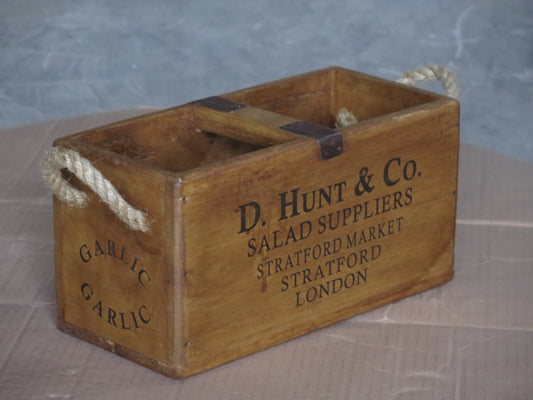 GARLIC
GARLIC
D. HUNT & CO.
SALAD SUPPLIERS
STRATFORD MARKET
STRATFORD
LONDON